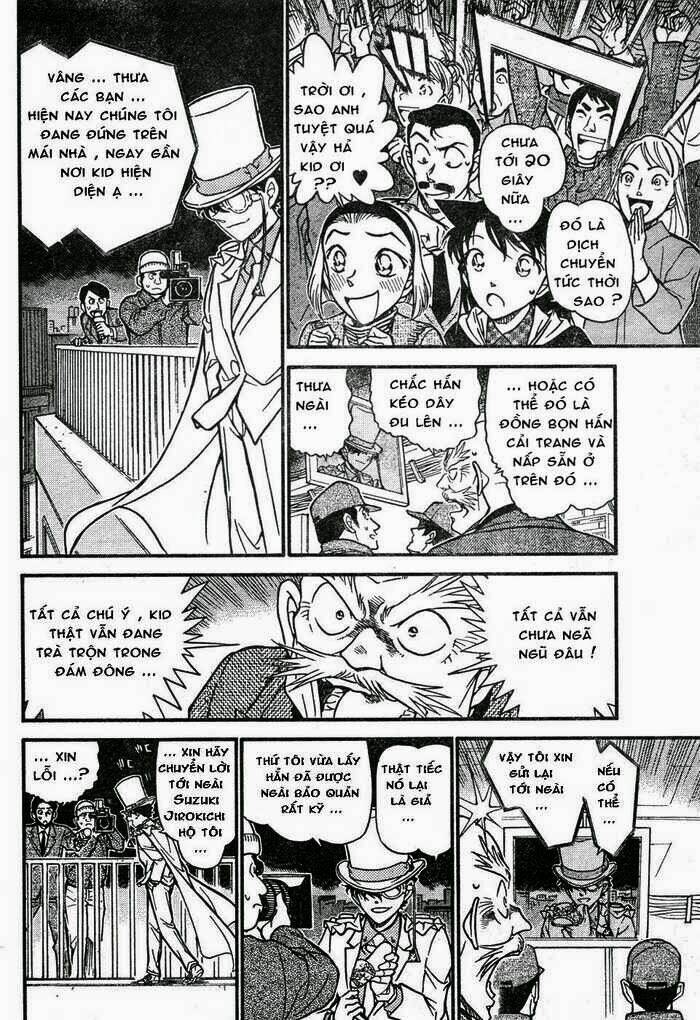 VÂNG ... THƯA
CÁC BẠN ...
HIỆN NAY CHÚNG TÔI
ĐANG ĐỨNG TRÊN
MÁI NHÀ , NGAY GẦN
NƠI KID HIỆN
DIỆN Ạ ...
TRỜI ƠI ,
SAO ANH
TUYỆT QUÁ
VẬY HẢ
KID ƠI
??
CHƯA
TỚI 20
GIÂY
NỮA
...
ĐÓ LÀ
DỊCH
CHUYỂN
TỨC THỜI
SAO ?
THƯA
NGÀI
...
CHẮC HẲN
KÉO DÂY
ĐU LÊN ...
... HOẶC CÓ
THỂ ĐÓ LÀ
ĐỒNG BỌN HẮN
CẢI TRANG VÀ
NẤP SẴN Ở
TRÊN ĐÓ ...
TẤT CẢ CHÚ Ý , KID
THẬT VẪN ĐANG
TRÀ TRỘN TRONG
ĐÁM ĐÔNG ...
TẤT CẢ VẪN
CHƯA NGÃ
NGŨ ĐÂU !
... XIN
LỖI ...?
... XIN HÃY
CHUYỂN LỜI
TỚI NGÀI
SUZUKI
JIROKICHI
HỘ TÔI ...
THỨ TÔI VỪA LẤY
HẲN ĐÃ ĐƯỢC
NGÀI BẢO QUẢN
RẤT KỸ ...
THẬT TIẾC
NÓ LẠI
LÀ GIẢ
...
VẬY TÔI XIN
GỬI LẠI
TỚI NGÀI
...
NẾU
CÓ
THỂ
...